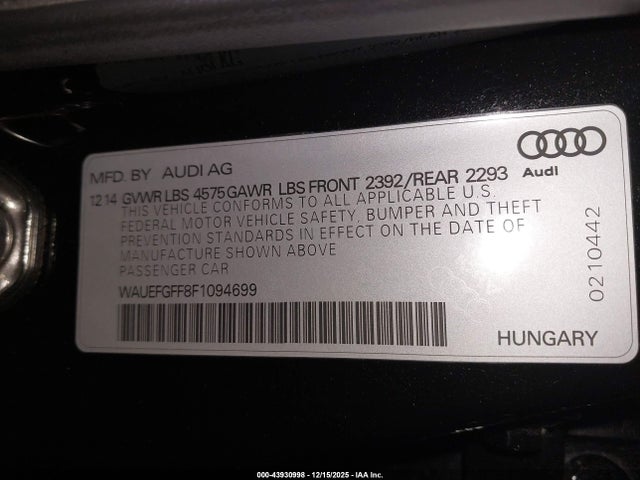 MFD. BY AUDI AG
12 14 GVWR LBS 4575 GAWR LBS FRONT 2392/REAR 2293
THIS VEHICLE CONFORMS TO ALL APPLICABLE U.S.
FEDERAL MOTOR VEHICLE SAFETY, BUMPER AND THEFT
PREVENTION STANDARDS IN EFFECT ON THE DATE OF
MANUFACTURE SHOWN ABOVE
PASSENGER CAR
WAUEFGFF8F1094699
Audi
0210442
HUNGARY
000-43930998 - 12/15/2025 - IAA Inc.